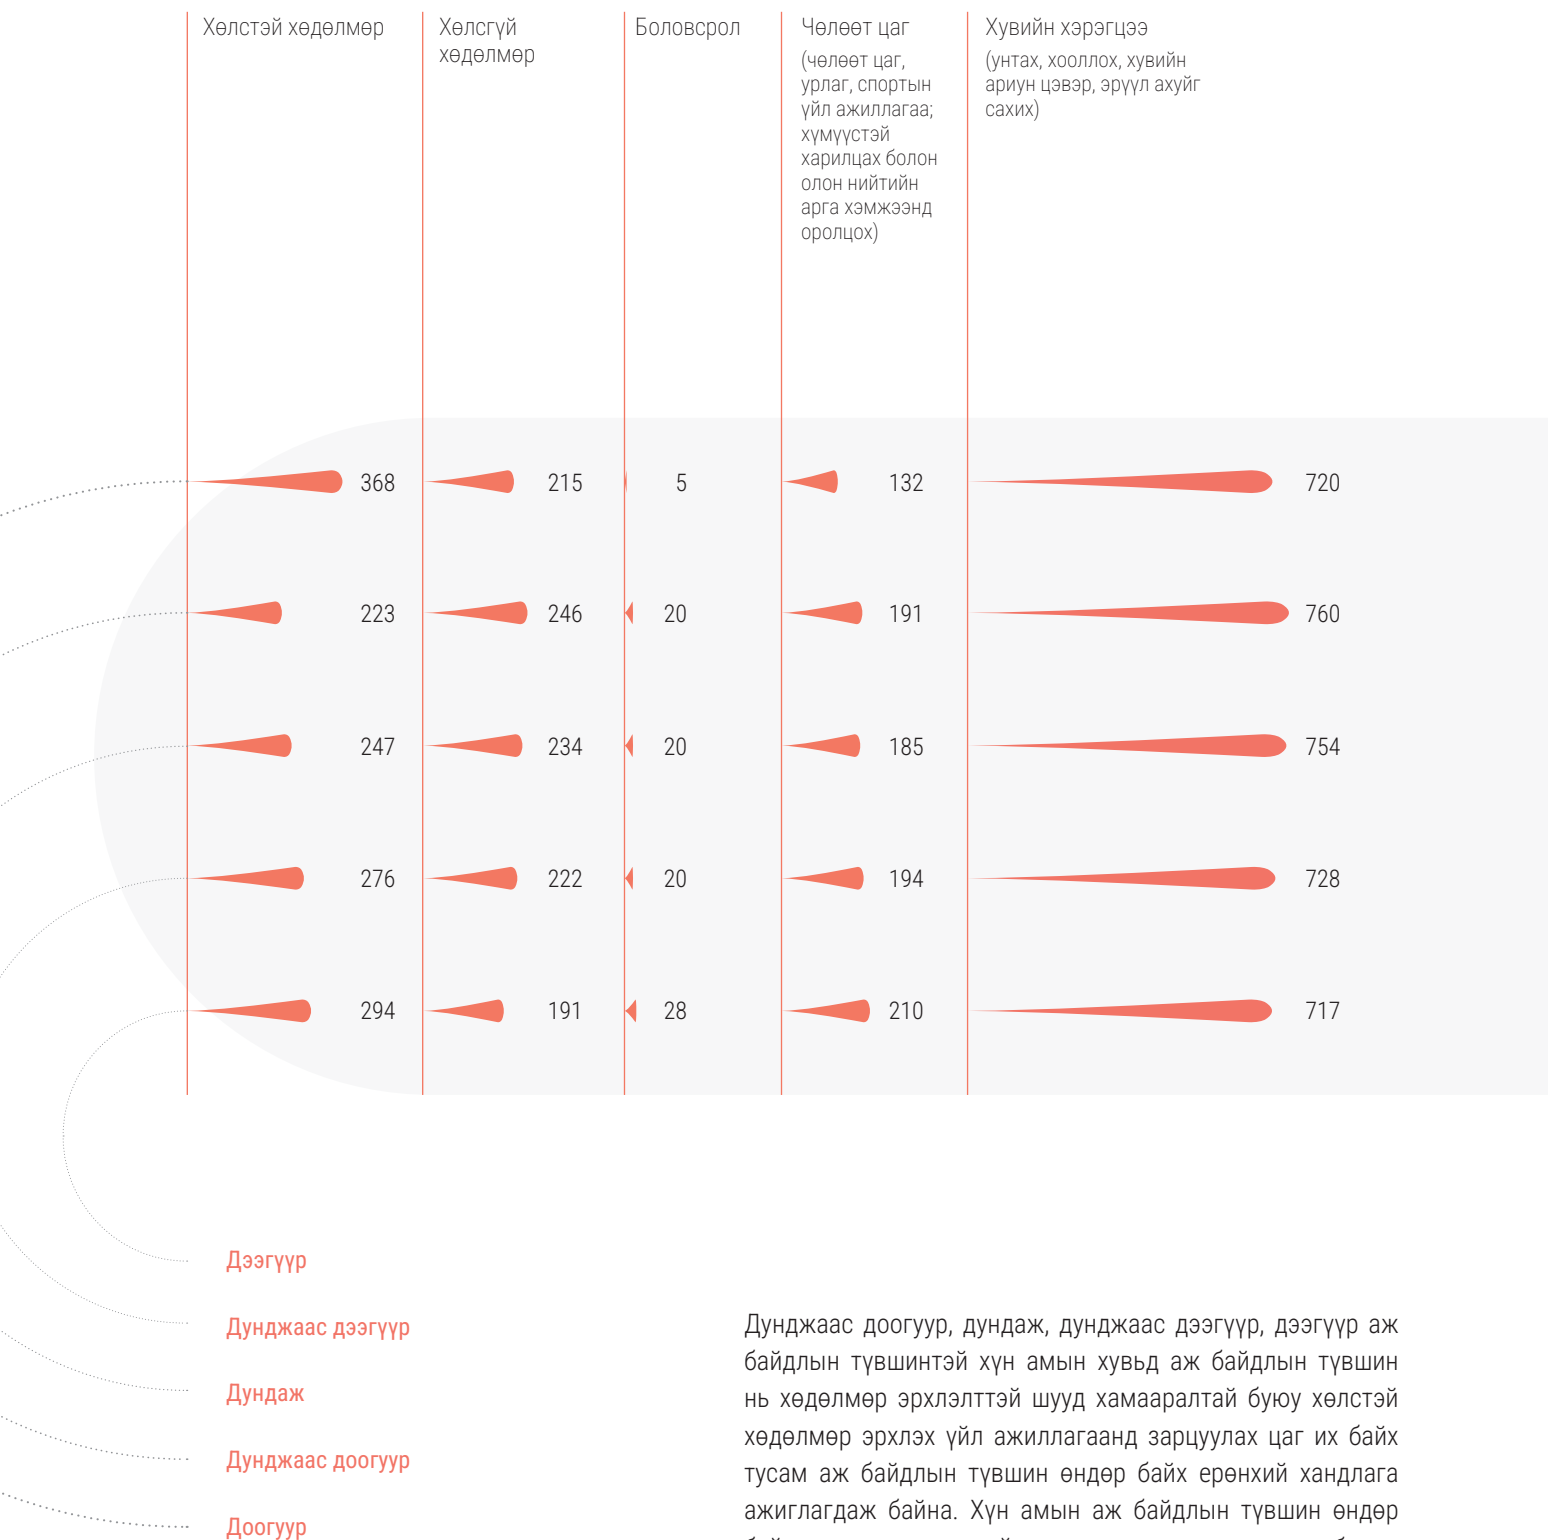 Хөлстэй хөдөлмөр
Хөлсгүй
хөдөлмөр
Боловсрол
Чөлөөт цаг
(чөлөөт цаг,
урлаг, спортын
үйл ажиллагаа;
хүмүүстэй
харилцах болон
олон нийтийн
арга хэмжээнд
оролцох)
Хувийн хэрэгцээ
(унтах, хооллох, хувийн
ариун цэвэр, эрүүл ахуйг
сахих)
368 215 5 132 720
223 246 20 191 760
247 234 20 185 754
276 222 20 194 728
294 191 28 210 717
Дээгүүр
Дунджаас дээгүүр
Дундаж
Дунджаас доогуур
Доогуур
Дунджаас доогуур, дундаж, дунджаас дээгүүр, дээгүүр аж
байдлын түвшинтэй хүн амын хувьд аж байдлын түвшин
нь хөдөлмөр эрхлэлттэй шууд хамааралтай буюу хөлстэй
хөдөлмөр эрхлэх үйл ажиллагаанд зарцуулах цаг их байх
тусам аж байдлын түвшин өндөр байх ерөнхий хандлага
ажиглагдаж байна. Хүн амын аж байдлын түвшин өндөр